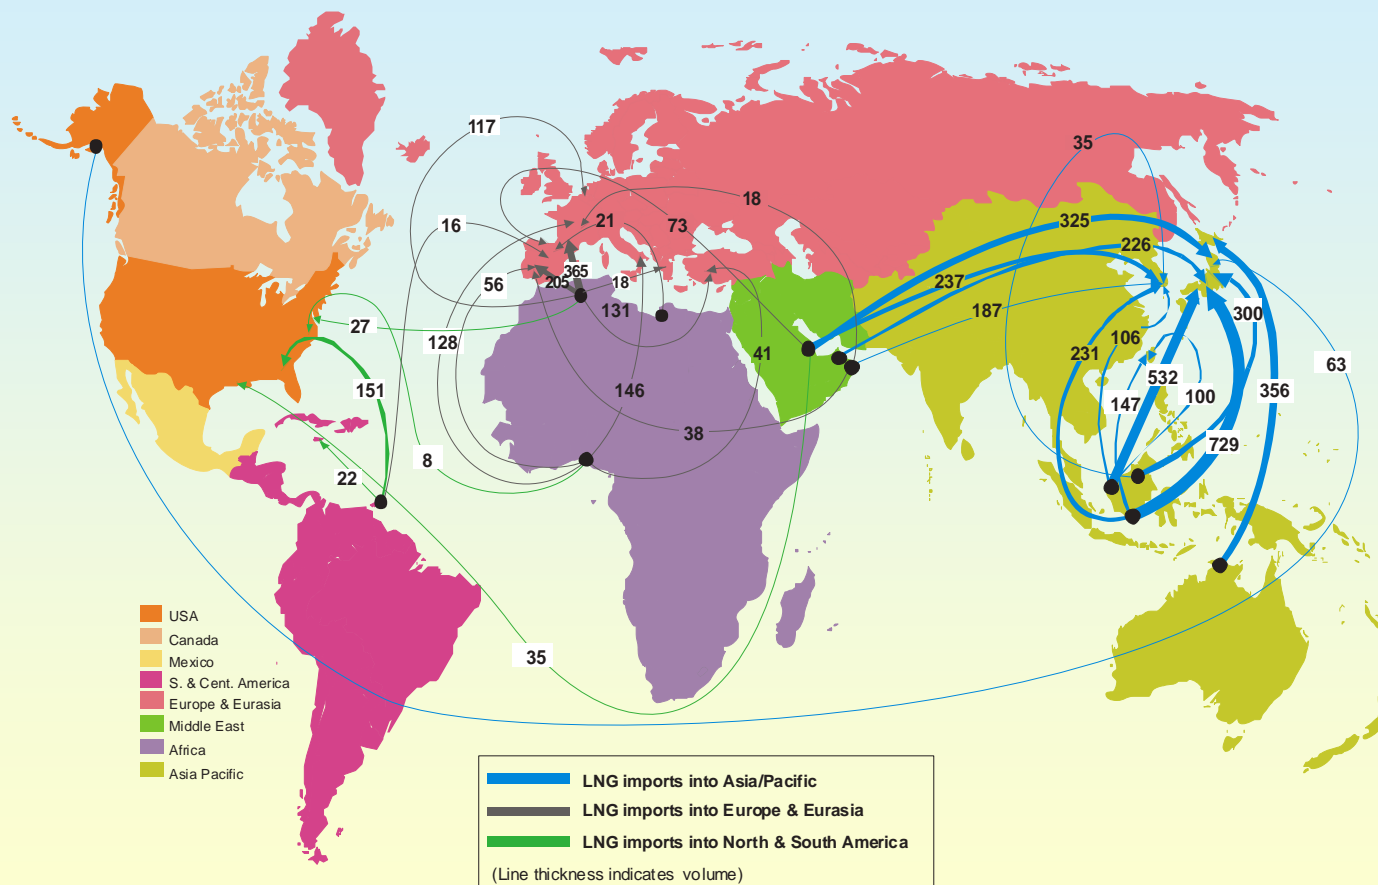 117
35
16
21
73
18
325
226
237
56
365
205
18
131
187
300
27
128
106
41
231
63
151
532
146
147
100
356
38
729
8
22
35
USA
Canada
Mexico
S. & Cent. America
Europe & Eurasia
Middle East
Africa
Asia Pacific
LNG imports into Asia/Pacific
LNG imports into Europe & Eurasia
LNG imports into North & South America
(Line thickness indicates volume)